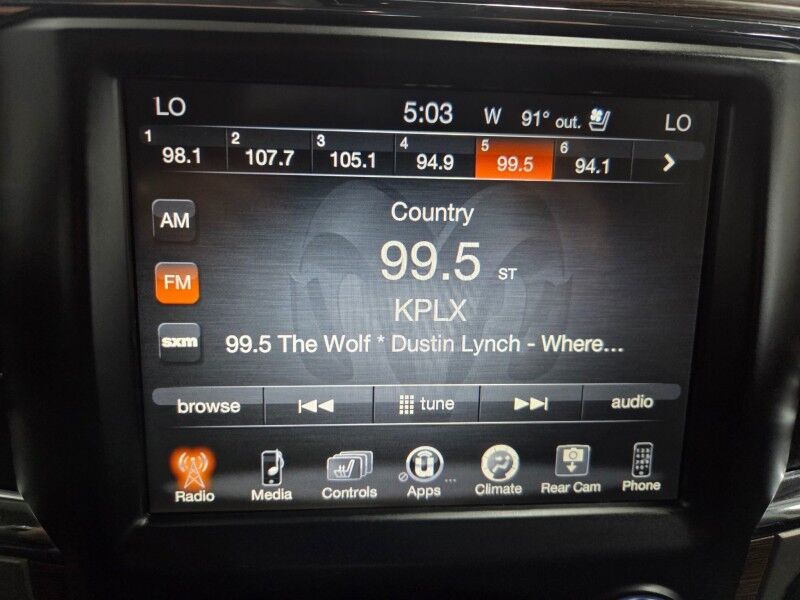 LO 5:03 W 91° out. LO
1 98.1 2 107.7 3 105.1 4 94.9 5 99.5 6 94.1
AM
Country
99.5 ST
FM
KPLX
sxm
99.5 The Wolf * Dustin Lynch - Where...
browse tune audio
Radio Media Controls Apps Climate Rear Cam Phone